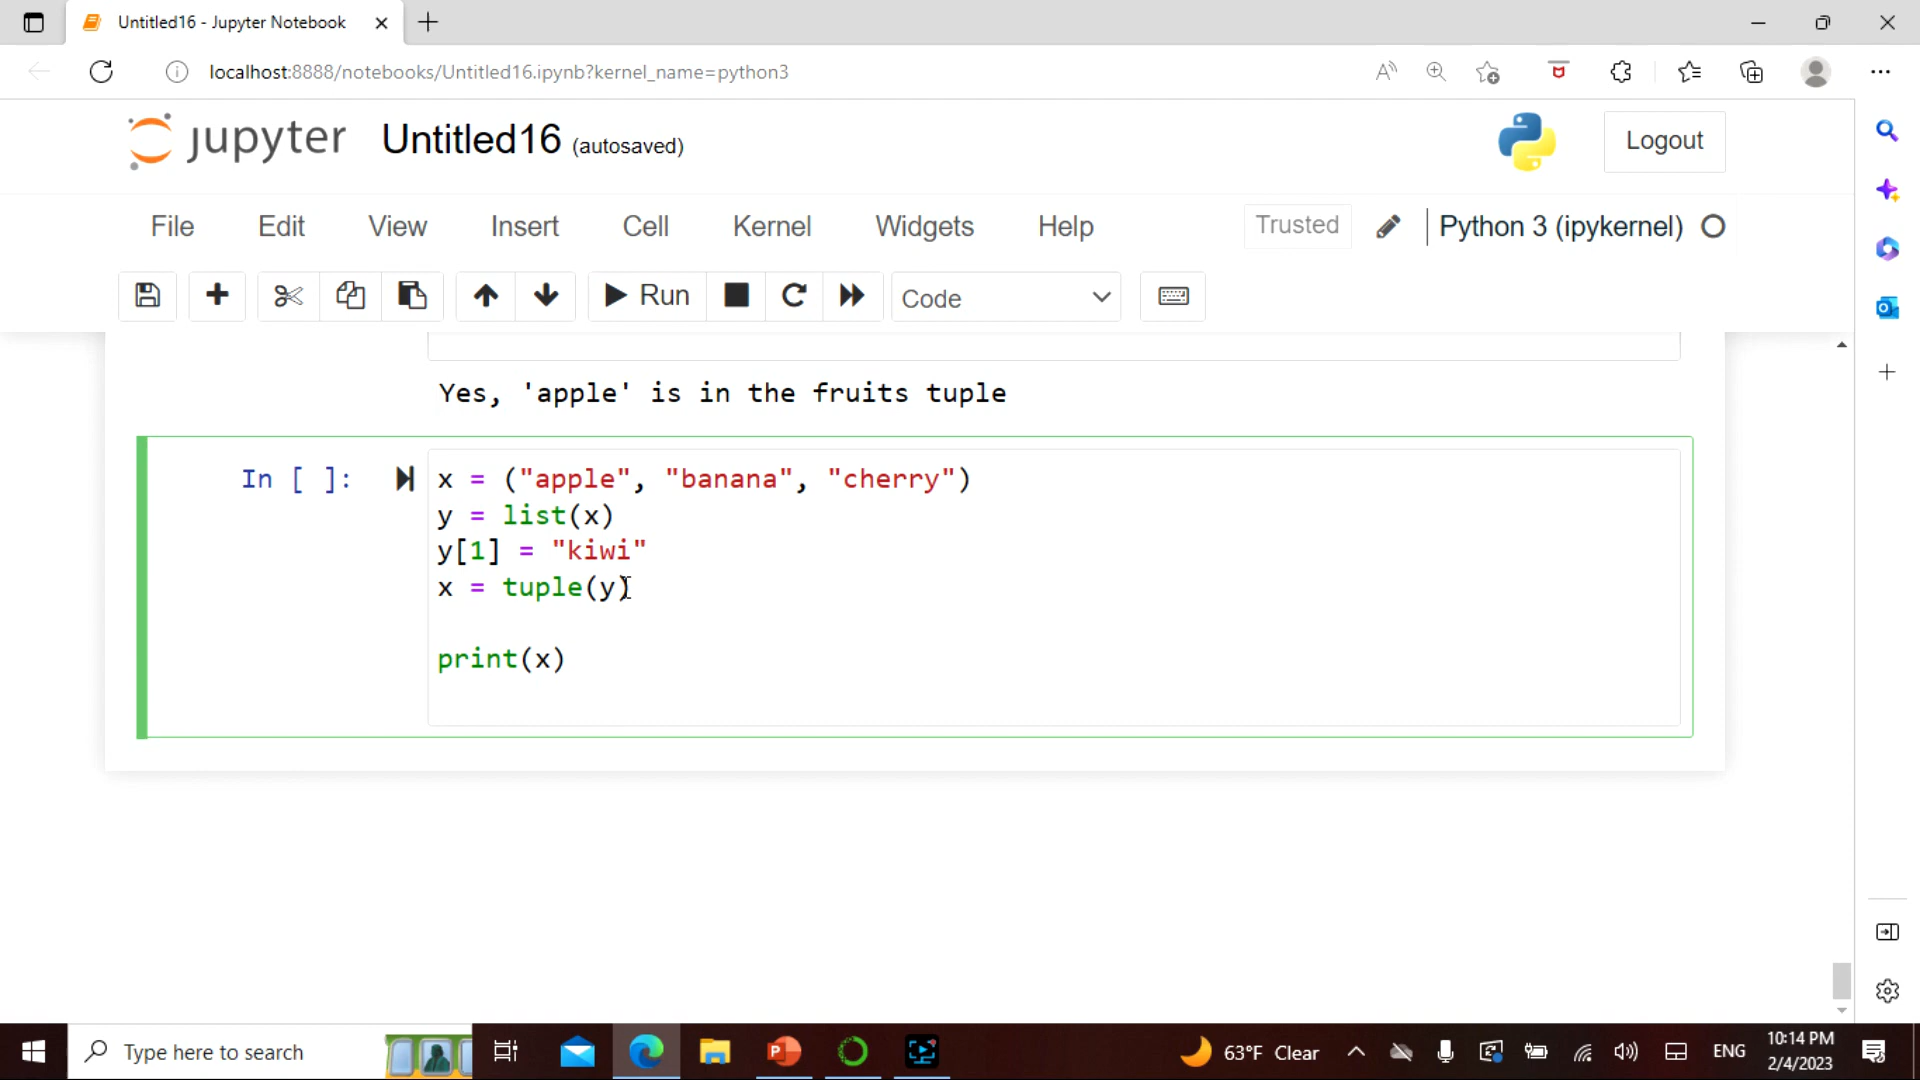 Untitled16 - Jupyter Notebook
localhost:8888/notebooks/Untitled16.ipynb?kernel_name=python3
jupyter Untitled16 (autosaved)
Logout
File Edit View Insert Cell Kernel Widgets Help Trusted Python 3 (ipykernel)
Run Code
Yes, 'apple' is in the fruits tuple
In [ ]: x = ("apple", "banana", "cherry")
y = list(x)
y[1] = "kiwi"
x = tuple(y)
print(x)
Type here to search
63°F Clear
ENG
10:14 PM
2/4/2023